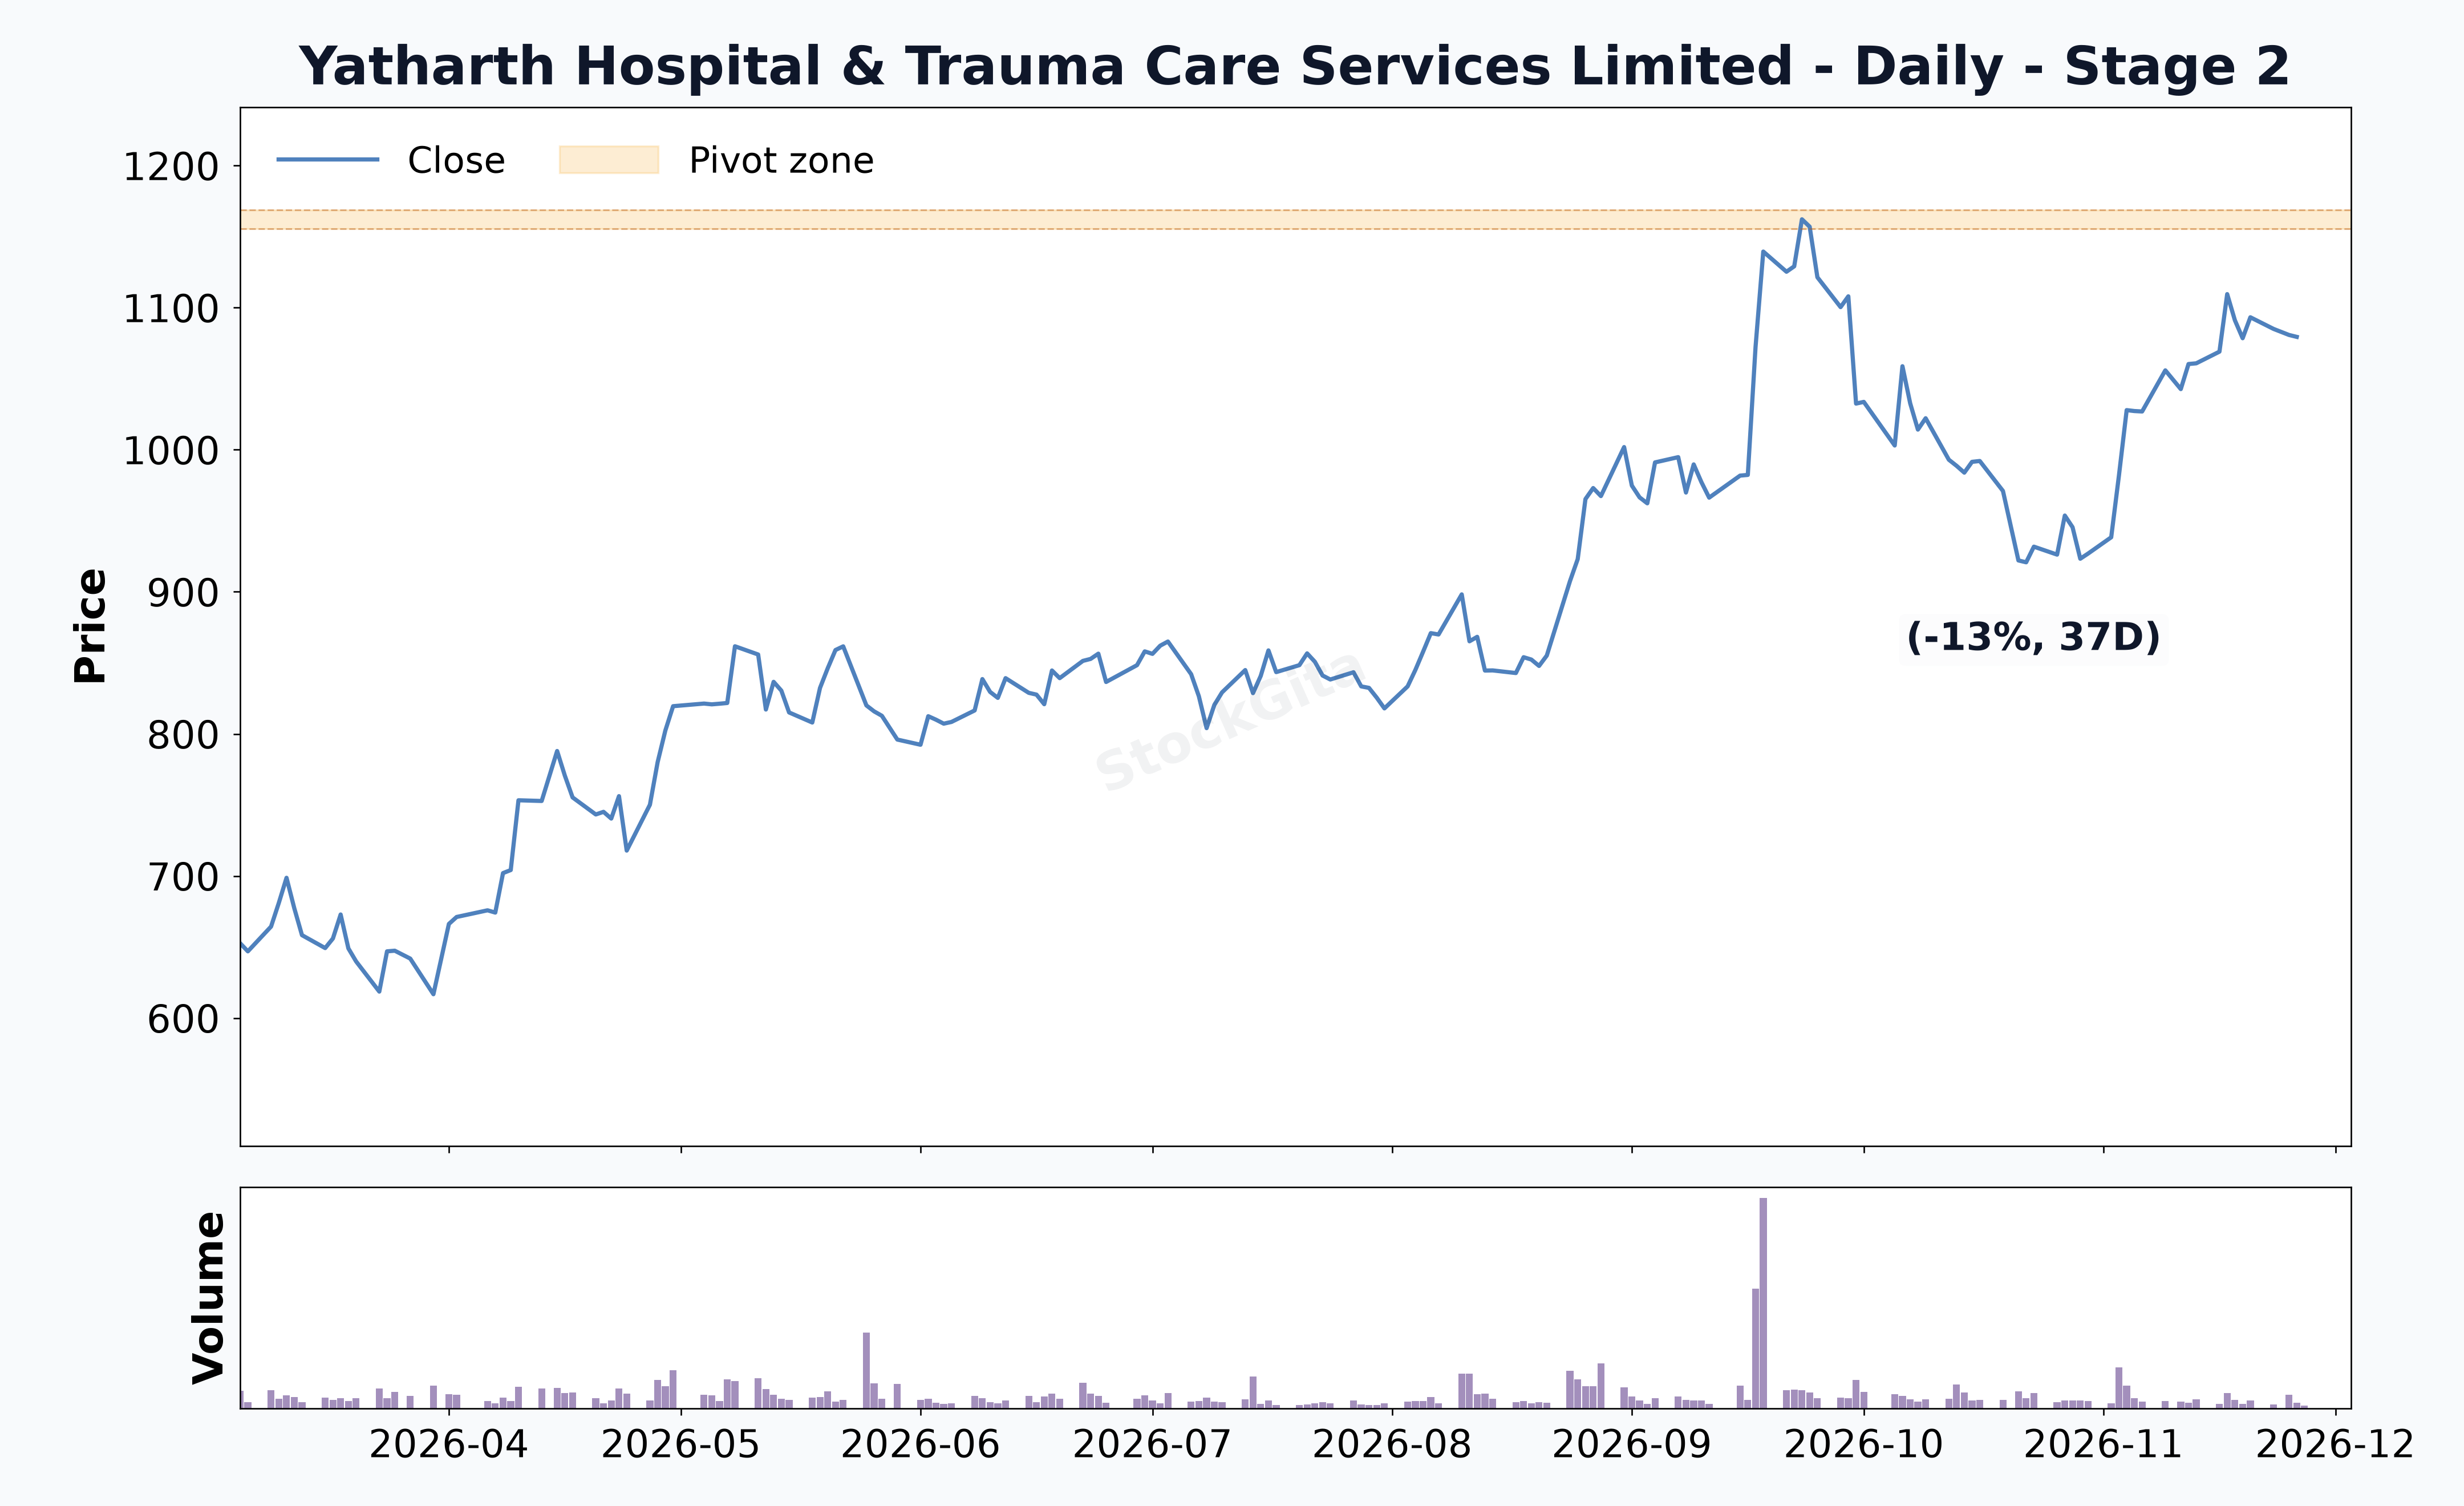 Yatharth Hospital & Trauma Care Services Limited - Daily - Stage 2
Close
Pivot zone
1200
1100
1000
900
800
700
600
Price
(-13%, 37D)
StockGita
Volume
2026-04
2026-05
2026-06
2026-07
2026-08
2026-09
2026-10
2026-11
2026-12